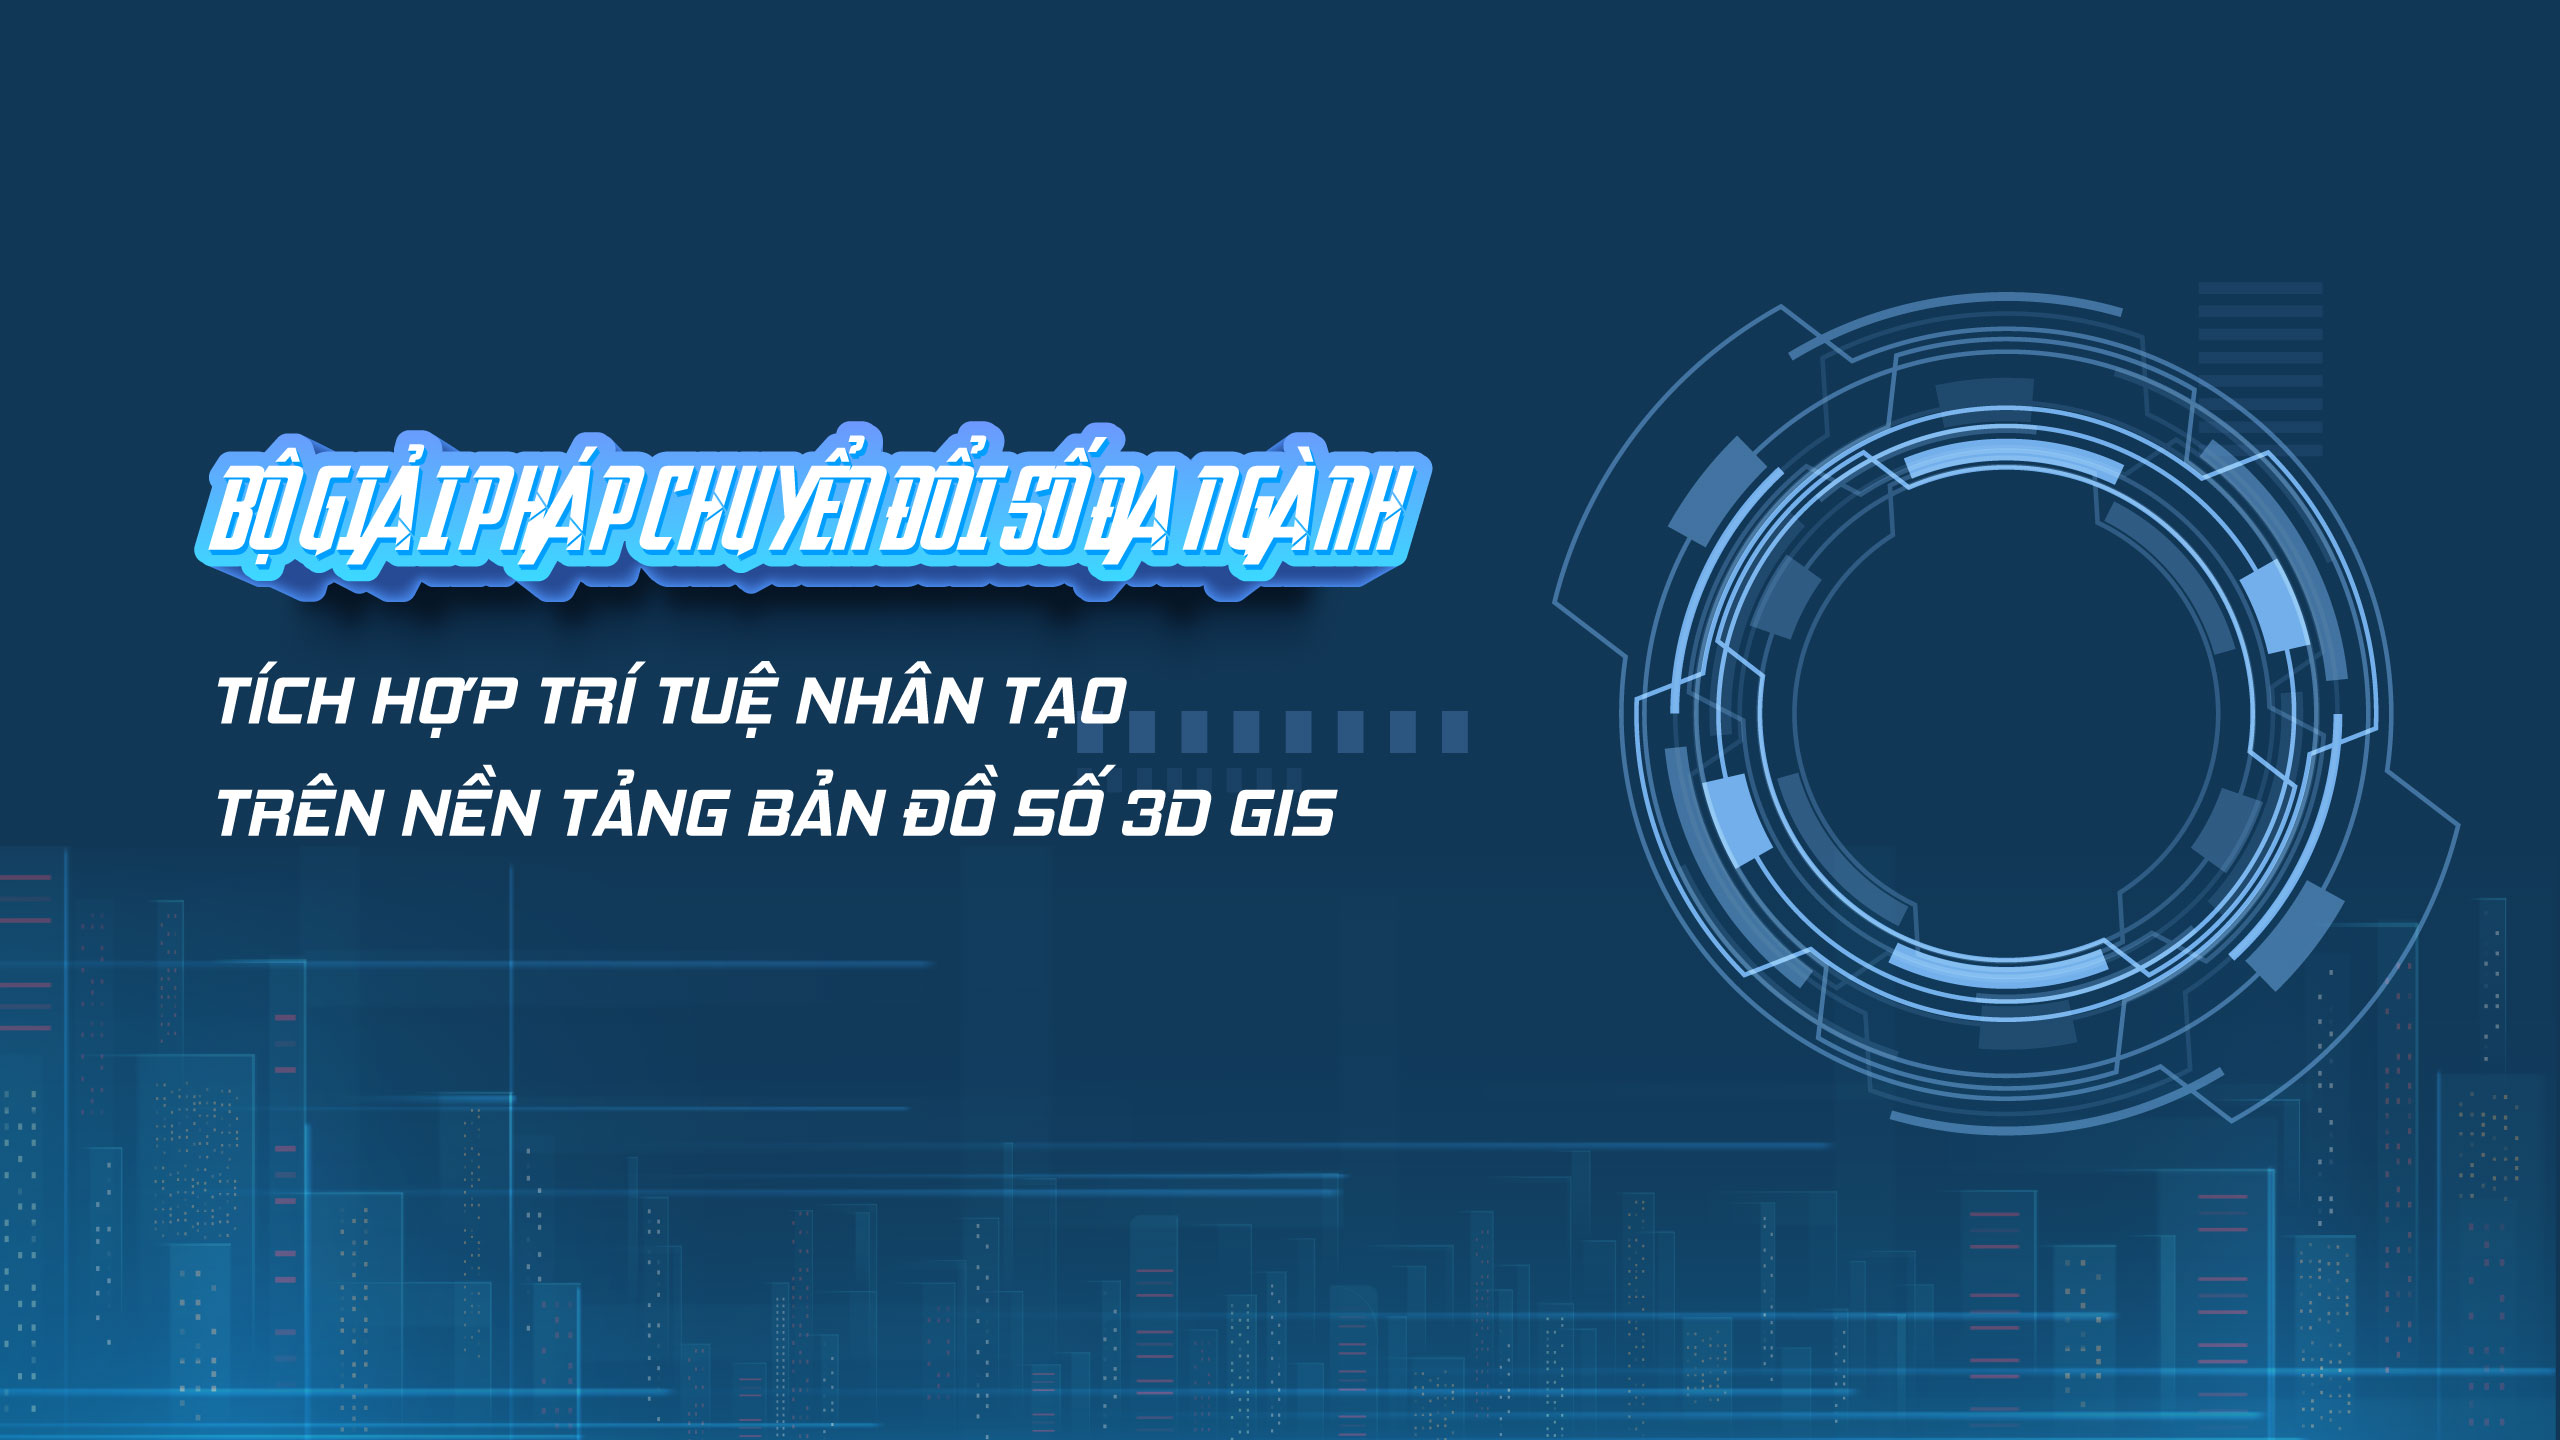 BỘ GIẢI PHÁP CHUYỂN ĐỔI SỐ ĐA NGÀNH
TÍCH HỢP TRÍ TUỆ NHÂN TẠO
TRÊN NỀN TẢNG BẢN ĐỒ SỐ 3D GIS